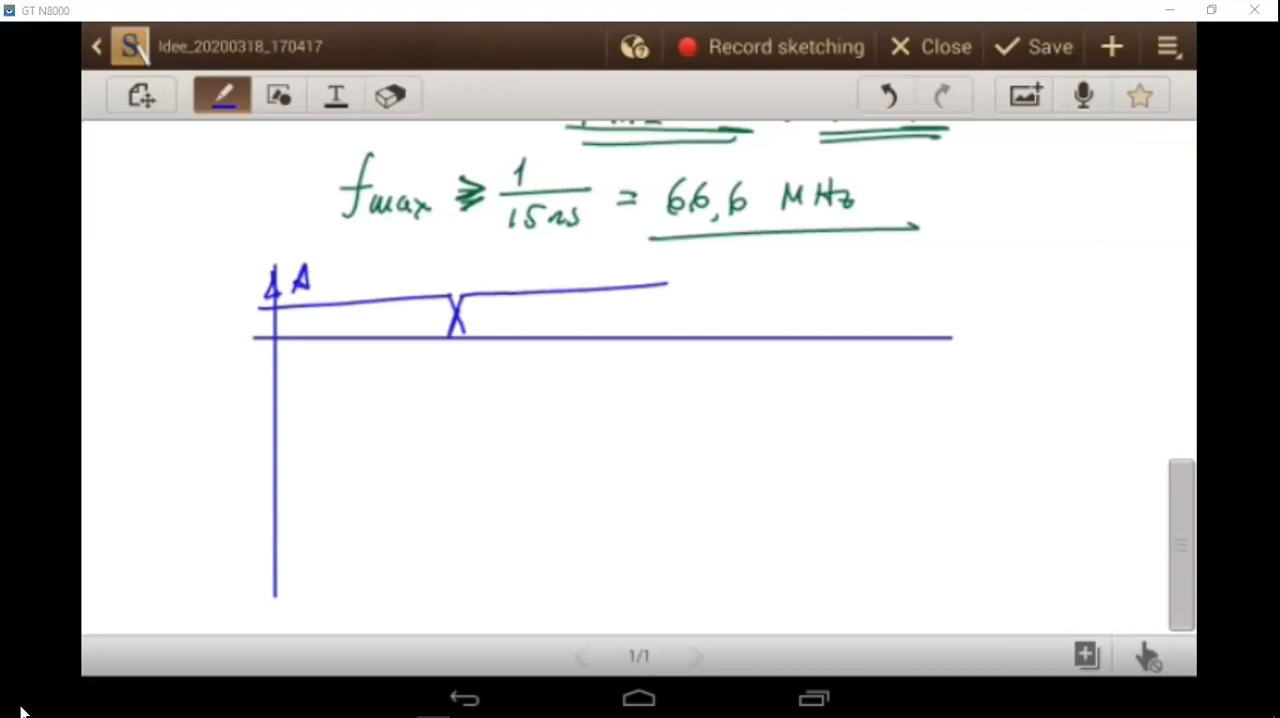 GT N8000
Idee_20200318_170417
Record sketching
Close
Save
T
fmax ≥ 1/15ns = 66,6 MHz
A
1/1